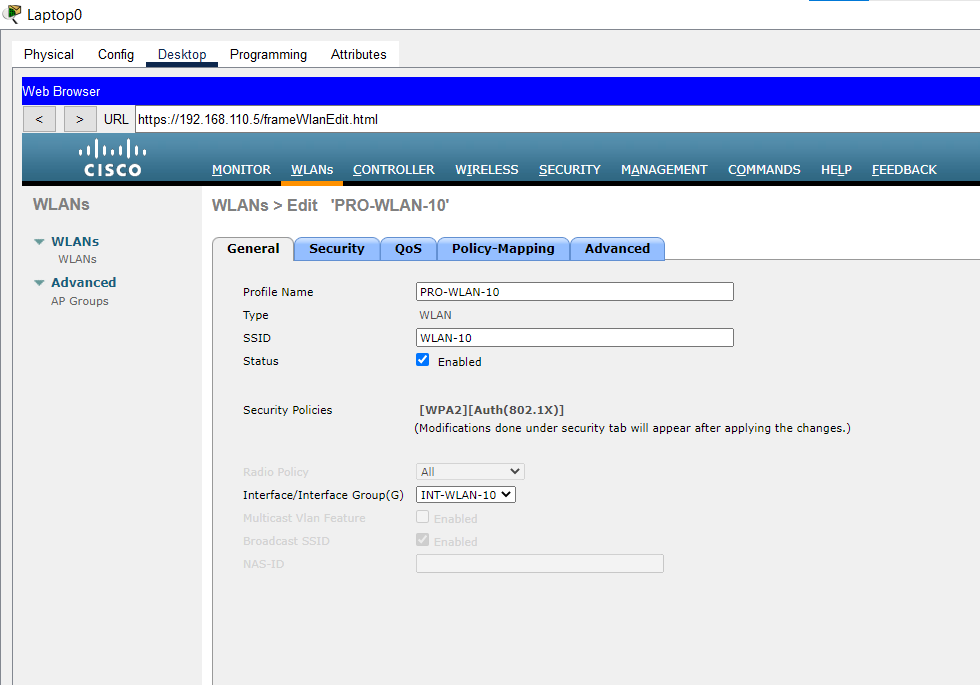 Laptop0
Physical Config Desktop Programming Attributes
Web Browser
< > URL https://192.168.110.5/frameWlanEdit.html
CISCO
MONITOR WLANs CONTROLLER WIRELESS SECURITY MANAGEMENT COMMANDS HELP FEEDBACK
WLANs
WLANs > Edit 'PRO-WLAN-10'
WLANs
WLANs
Advanced
AP Groups
General Security QoS Policy-Mapping Advanced
Profile Name PRO-WLAN-10
Type WLAN
SSID WLAN-10
Status Enabled
Security Policies [WPA2][Auth(802.1X)]
(Modifications done under security tab will appear after applying the changes.)
Radio Policy All
Interface/Interface Group(G) INT-WLAN-10
Multicast Vlan Feature Enabled
Broadcast SSID Enabled
NAS-ID